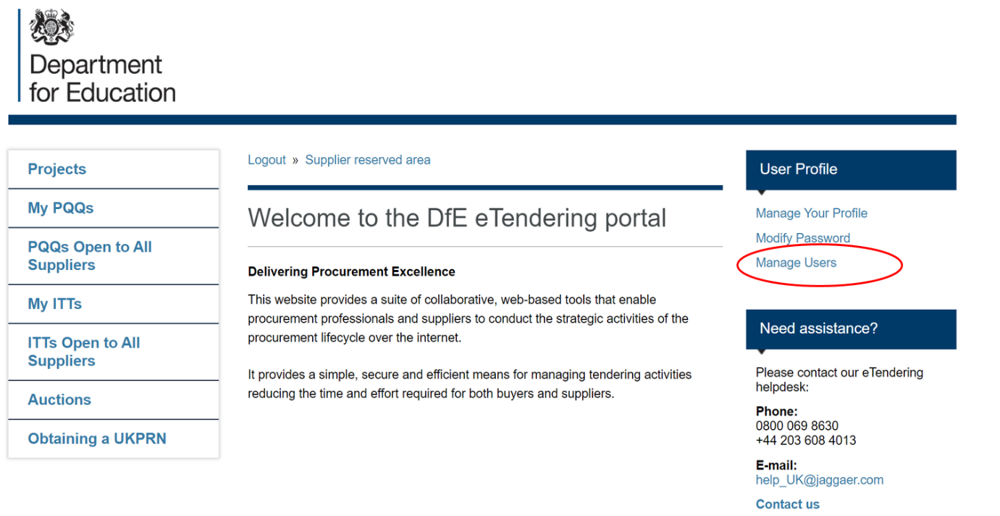 Department
for Education
Projects
My PQQs
PQQs Open to All
Suppliers
My ITTs
ITTs Open to All
Suppliers
Auctions
Obtaining a UKPRN
Logout » Supplier reserved area
Welcome to the DfE eTendering portal
Delivering Procurement Excellence
This website provides a suite of collaborative, web-based tools that enable
procurement professionals and suppliers to conduct the strategic activities of the
procurement lifecycle over the internet.
It provides a simple, secure and efficient means for managing tendering activities
reducing the time and effort required for both buyers and suppliers.
User Profile
Manage Your Profile
Modify Password
Manage Users
Need assistance?
Please contact our eTendering
helpdesk:
Phone:
0800 069 8630
+44 203 608 4013
E-mail:
help_UK@jaggaer.com
Contact us